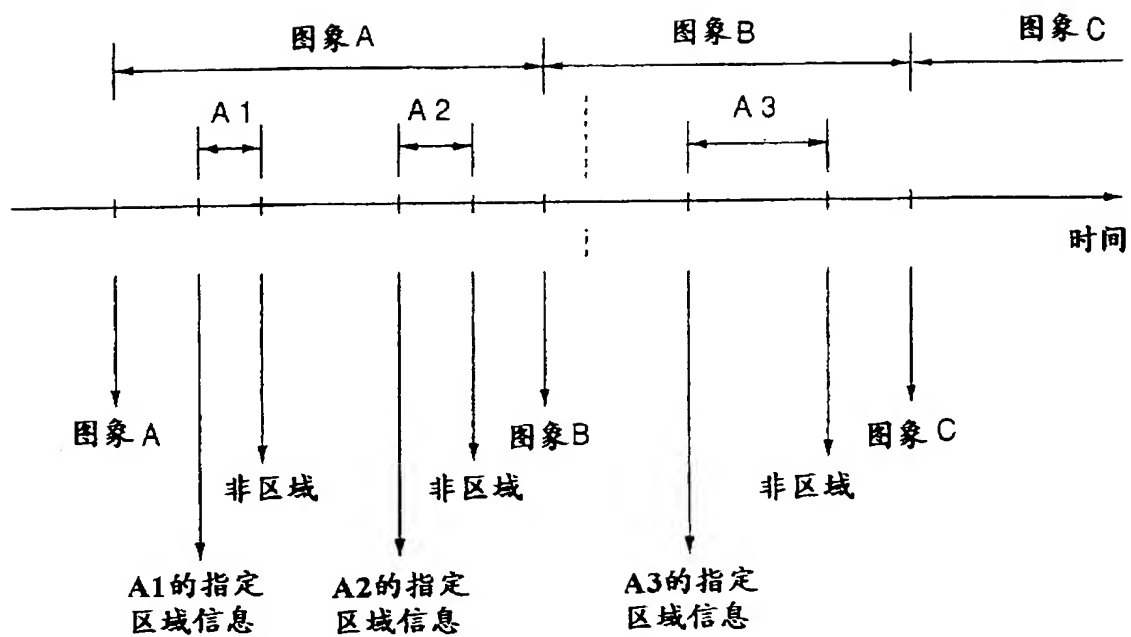 图象A
图象B
图象C
A1
A2
A3
时间
图象A
图象B
图象C
非区域
非区域
非区域
A1的指定
区域信息
A2的指定
区域信息
A3的指定
区域信息